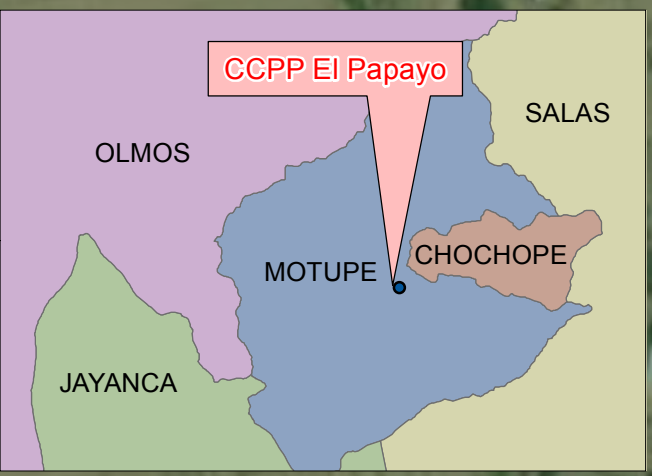 CCPP El Papayo
SALAS
OLMOS
MOTUPE
CHOCHOPE
JAYANCA